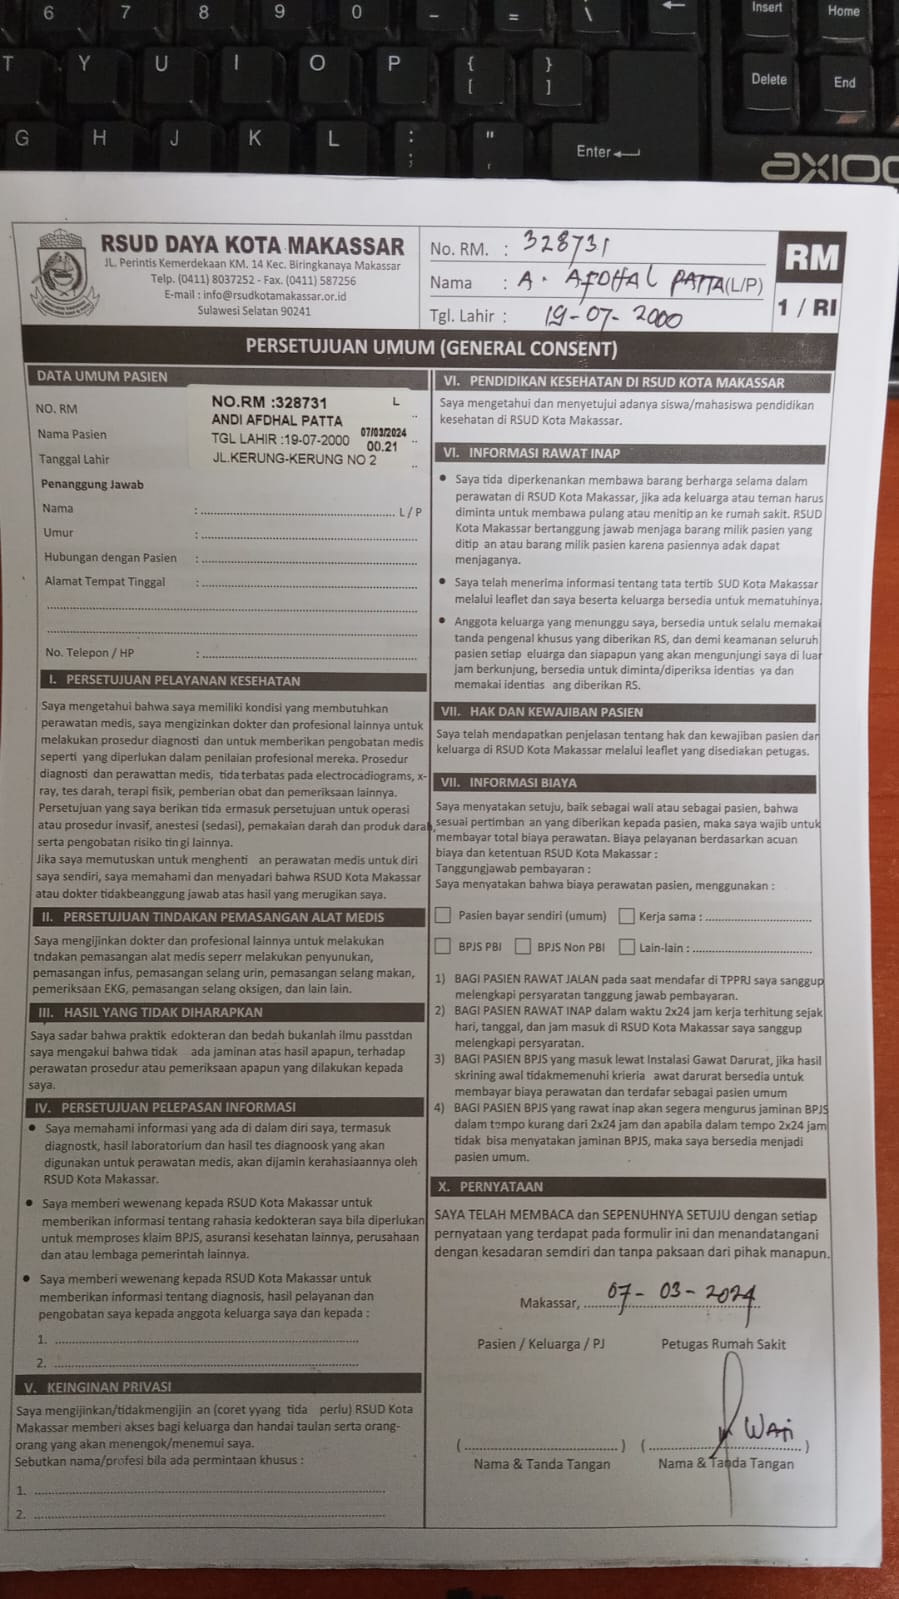 6 7 8 9 0 – = \ ← Insert Home
T Y U I O P { [ } ] Delete End
G H J K L : ; " ' Enter
RSUD DAYA KOTA MAKASSAR
JL. Perintis Kemerdekaan KM. 14 Kec. Biringkanaya Makassar
Telp. (0411) 8037252 - Fax. (0411) 587256
E-mail : info@rsudkotamakassar.or.id
Sulawesi Selatan 90241
No. RM. : 328731
Nama : A. AFDHAL PATTA (L/P)
Tgl. Lahir : 19-07-2000
RM
1 / RI
PERSETUJUAN UMUM (GENERAL CONSENT)
DATA UMUM PASIEN
NO. RM
Nama Pasien
Tanggal Lahir
NO.RM :328731 L
ANDI AFDHAL PATTA
TGL LAHIR :19-07-2000 07/03/2024
00.21
JL.KERUNG-KERUNG NO 2
Penanggung Jawab
Nama : L / P
Umur :
Hubungan dengan Pasien :
Alamat Tempat Tinggal :
No. Telepon / HP :
I. PERSETUJUAN PELAYANAN KESEHATAN
Saya mengetahui bahwa saya memiliki kondisi yang membutuhkan
perawatan medis, saya mengizinkan dokter dan profesional lainnya untuk
melakukan prosedur diagnosti dan untuk memberikan pengobatan medis
seperti yang diperlukan dalam penilaian profesional mereka. Prosedur
diagnosti dan perawattan medis, tida terbatas pada electrocadiograms, x-
ray, tes darah, terapi fisik, pemberian obat dan pemeriksaan lainnya.
Persetujuan yang saya berikan tida ermasuk persetujuan untuk operasi
atau prosedur invasif, anestesi (sedasi), pemakaian darah dan produk darah,
serta pengobatan risiko tin gi lainnya.
Jika saya memutuskan untuk menghenti an perawatan medis untuk diri
saya sendiri, saya memahami dan menyadari bahwa RSUD Kota Makassar
atau dokter tidakbeanggung jawab atas hasil yang merugikan saya.
II. PERSETUJUAN TINDAKAN PEMASANGAN ALAT MEDIS
Saya mengijinkan dokter dan profesional lainnya untuk melakukan
tndakan pemasangan alat medis seperr melakukan penyunukan,
pemasangan infus, pemasangan selang urin, pemasangan selang makan,
pemeriksaan EKG, pemasangan selang oksigen, dan lain lain.
III. HASIL YANG TIDAK DIHARAPKAN
Saya sadar bahwa praktik edokteran dan bedah bukanlah ilmu passtdan
saya mengakui bahwa tidak ada jaminan atas hasil apapun, terhadap
perawatan prosedur atau pemeriksaan apapun yang dilakukan kepada
saya.
IV. PERSETUJUAN PELEPASAN INFORMASI
• Saya memahami informasi yang ada di dalam diri saya, termasuk
diagnostk, hasil laboratorium dan hasil tes diagnoosk yang akan
digunakan untuk perawatan medis, akan dijamin kerahasiaannya oleh
RSUD Kota Makassar.
• Saya memberi wewenang kepada RSUD Kota Makassar untuk
memberikan informasi tentang rahasia kedokteran saya bila diperlukan
untuk memproses klaim BPJS, asuransi kesehatan lainnya, perusahaan
dan atau lembaga pemerintah lainnya.
• Saya memberi wewenang kepada RSUD Kota Makassar untuk
memberikan informasi tentang diagnosis, hasil pelayanan dan
pengobatan saya kepada anggota keluarga saya dan kepada :
1.
2.
V. KEINGINAN PRIVASI
Saya mengijinkan/tidakmengijin an (coret yyang tida perlu) RSUD Kota
Makassar memberi akses bagi keluarga dan handai taulan serta orang-
orang yang akan menengok/menemui saya.
Sebutkan nama/profesi bila ada permintaan khusus :
1.
2.
VI. PENDIDIKAN KESEHATAN DI RSUD KOTA MAKASSAR
Saya mengetahui dan menyetujui adanya siswa/mahasiswa pendidikan
kesehatan di RSUD Kota Makassar.
VI. INFORMASI RAWAT INAP
• Saya tida diperkenankan membawa barang berharga selama dalam
perawatan di RSUD Kota Makassar, jika ada keluarga atau teman harus
diminta untuk membawa pulang atau menitip an ke rumah sakit. RSUD
Kota Makassar bertanggung jawab menjaga barang milik pasien yang
ditip an atau barang milik pasien karena pasiennya adak dapat
menjaganya.
• Saya telah menerima informasi tentang tata tertib SUD Kota Makassar
melalui leaflet dan saya beserta keluarga bersedia untuk mematuhinya.
• Anggota keluarga yang menunggu saya, bersedia untuk selalu memakai
tanda pengenal khusus yang diberikan RS, dan demi keamanan seluruh
pasien setiap eluarga dan siapapun yang akan mengunjungi saya di luar
jam berkunjung, bersedia untuk diminta/diperiksa identias ya dan
memakai identias ang diberikan RS.
VII. HAK DAN KEWAJIBAN PASIEN
Saya telah mendapatkan penjelasan tentang hak dan kewajiban pasien dan
keluarga di RSUD Kota Makassar melalui leaflet yang disediakan petugas.
VII. INFORMASI BIAYA
Saya menyatakan setuju, baik sebagai wali atau sebagai pasien, bahwa
sesuai pertimban an yang diberikan kepada pasien, maka saya wajib untuk
membayar total biaya perawatan. Biaya pelayanan berdasarkan acuan
biaya dan ketentuan RSUD Kota Makassar :
Tanggungjawab pembayaran :
Saya menyatakan bahwa biaya perawatan pasien, menggunakan :
Pasien bayar sendiri (umum) Kerja sama :
BPJS PBI BPJS Non PBI Lain-lain :
1) BAGI PASIEN RAWAT JALAN pada saat mendafar di TPPRJ saya sanggup
melengkapi persyaratan tanggung jawab pembayaran.
2) BAGI PASIEN RAWAT INAP dalam waktu 2x24 jam kerja terhitung sejak
hari, tanggal, dan jam masuk di RSUD Kota Makassar saya sanggup
melengkapi persyaratan.
3) BAGI PASIEN BPJS yang masuk lewat Instalasi Gawat Darurat, jika hasil
skrining awal tidakmemenuhi krieria awat darurat bersedia untuk
membayar biaya perawatan dan terdafar sebagai pasien umum
4) BAGI PASIEN BPJS yang rawat inap akan segera mengurus jaminan BPJS
dalam tempo kurang dari 2x24 jam dan apabila dalam tempo 2x24 jam
tidak bisa menyatakan jaminan BPJS, maka saya bersedia menjadi
pasien umum.
X. PERNYATAAN
SAYA TELAH MEMBACA dan SEPENUHNYA SETUJU dengan setiap
pernyataan yang terdapat pada formulir ini dan menandatangani
dengan kesadaran semdiri dan tanpa paksaan dari pihak manapun.
Makassar, 07-03-2024
Pasien / Keluarga / PJ Petugas Rumah Sakit
Wati
( ) ( )
Nama & Tanda Tangan Nama & Tanda Tangan